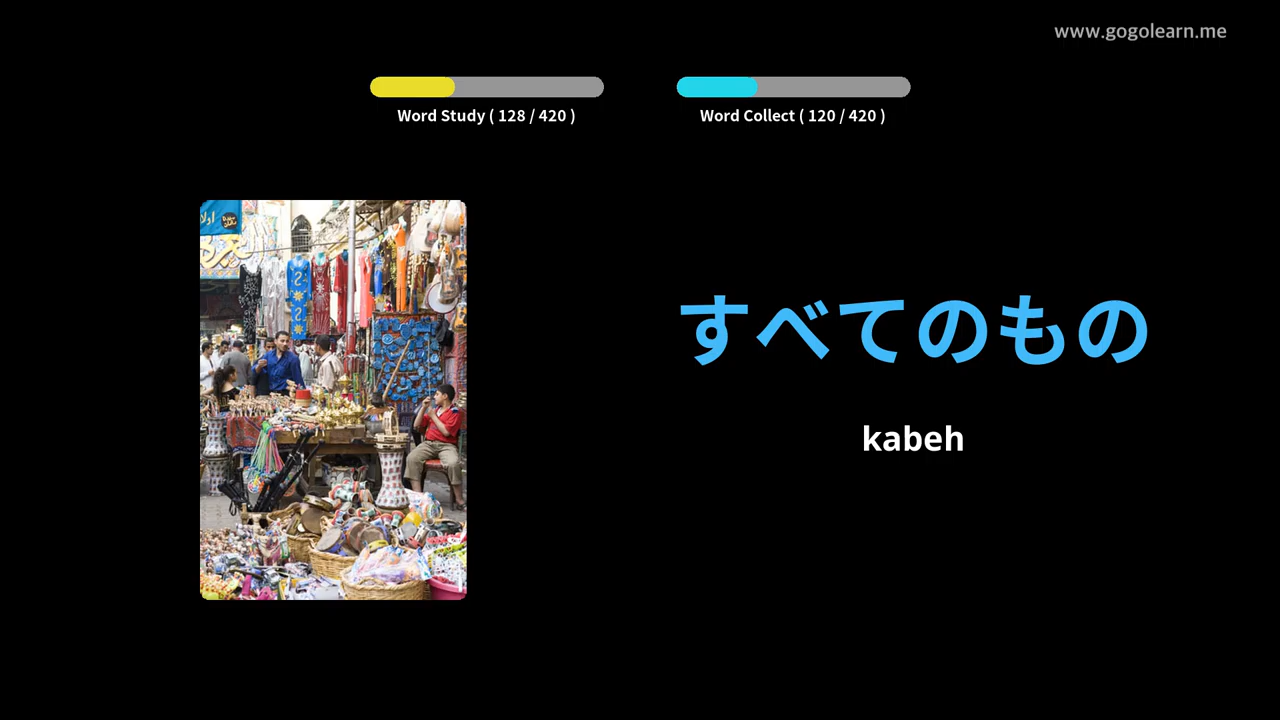 www.gogolearn.me
Word Study ( 128 / 420 )
Word Collect ( 120 / 420 )
すべてのもの
kabeh